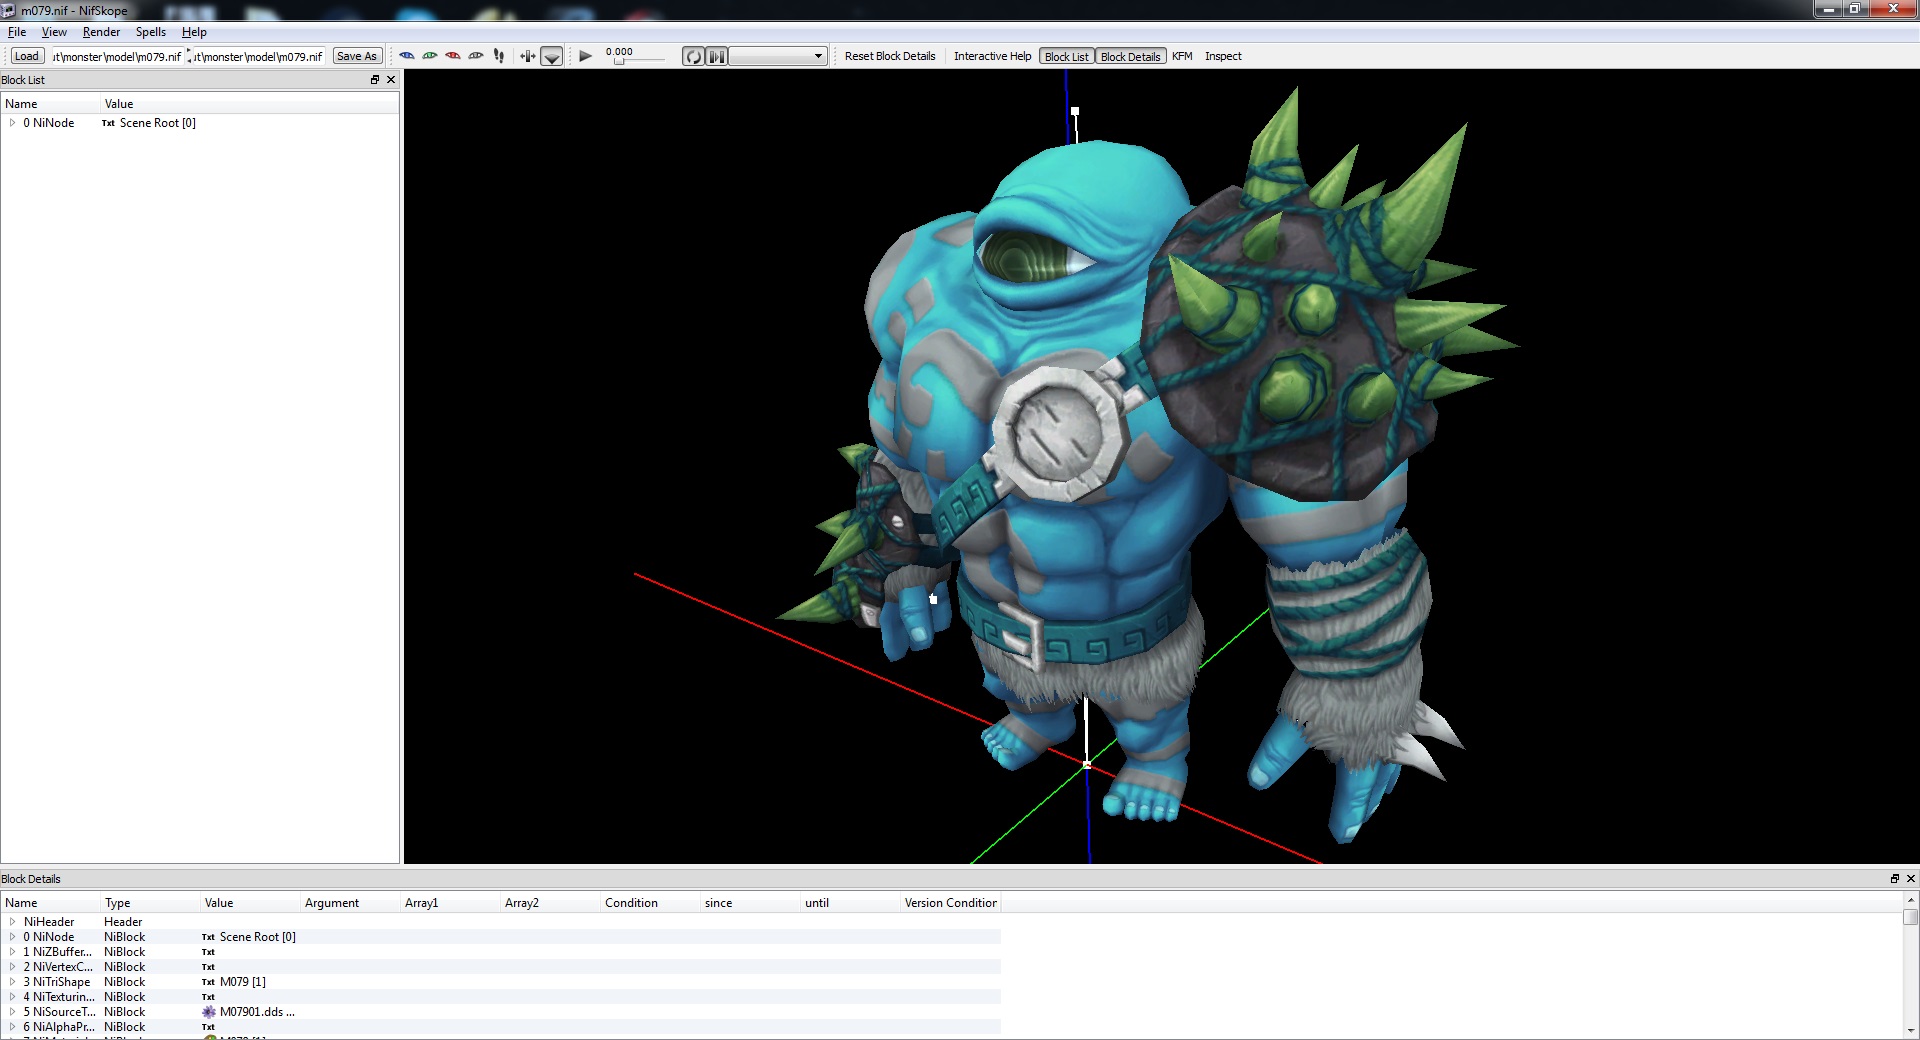 m079.nif - NifSkope
File View Render Spells Help
Load ut\monster\model\m079.nif ut\monster\model\m079.nif Save As 0.000 Reset Block Details Interactive Help Block List Block Details KFM Inspect
Block List
Name Value
0 NiNode Txt Scene Root [0]
Block Details
Name Type Value Argument Array1 Array2 Condition since until Version Condition
NiHeader Header
0 NiNode NiBlock Txt Scene Root [0]
1 NiZBuffer... NiBlock Txt
2 NiVertexC... NiBlock Txt
3 NiTriShape NiBlock Txt M079 [1]
4 NiTexturin... NiBlock Txt
5 NiSourceT... NiBlock M07901.dds ...
6 NiAlphaPr... NiBlock Txt